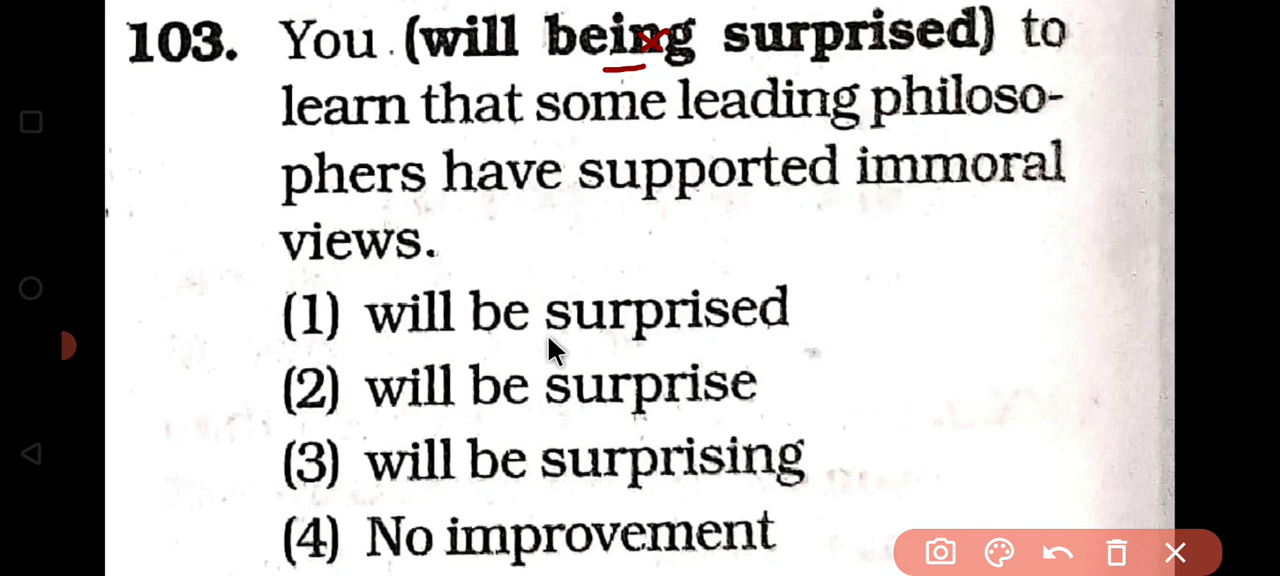 103. You (will being surprised) to
learn that some leading philoso-
phers have supported immoral
views.
(1) will be surprised
(2) will be surprise
(3) will be surprising
(4) No improvement